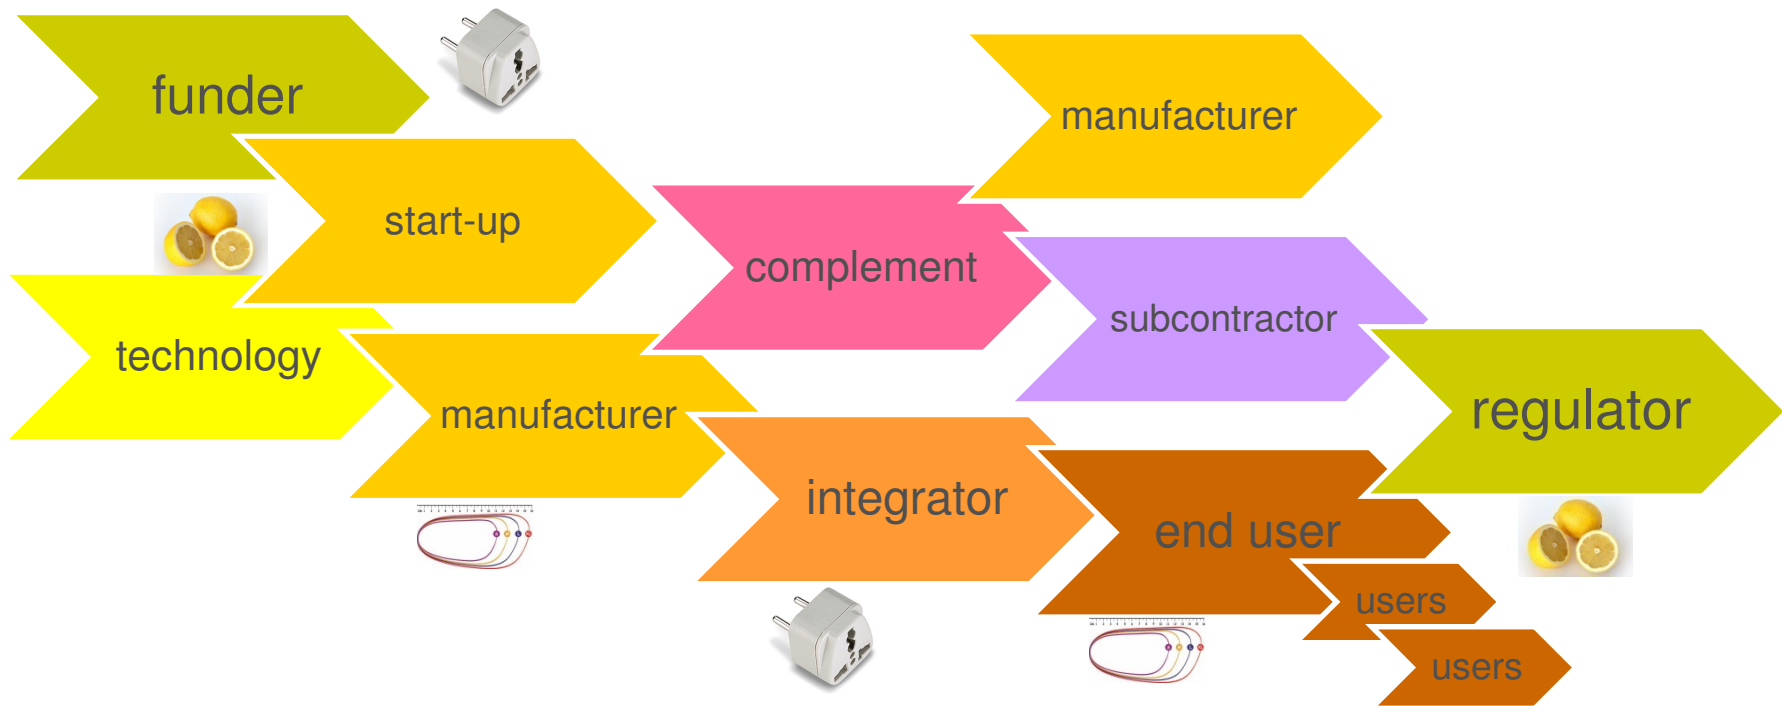 funder
manufacturer
start-up
complement
subcontractor
technology
manufacturer
regulator
integrator
end user
users
users